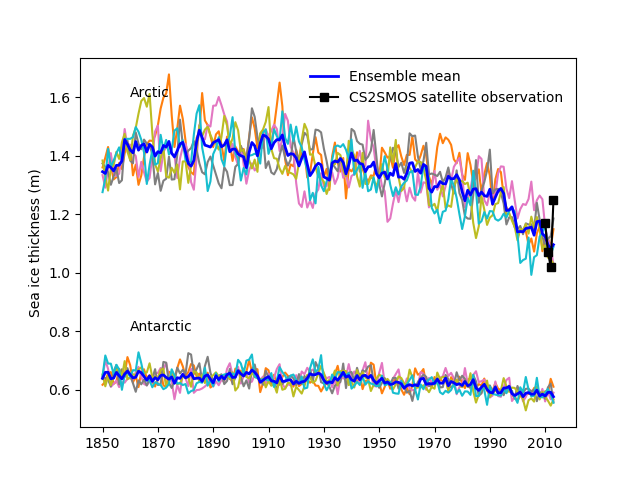 Ensemble mean
CS2SMOS satellite observation
Arctic
Antarctic
Sea ice thickness (m)
1.6
1.4
1.2
1.0
0.8
0.6
1850 1870 1890 1910 1930 1950 1970 1990 2010